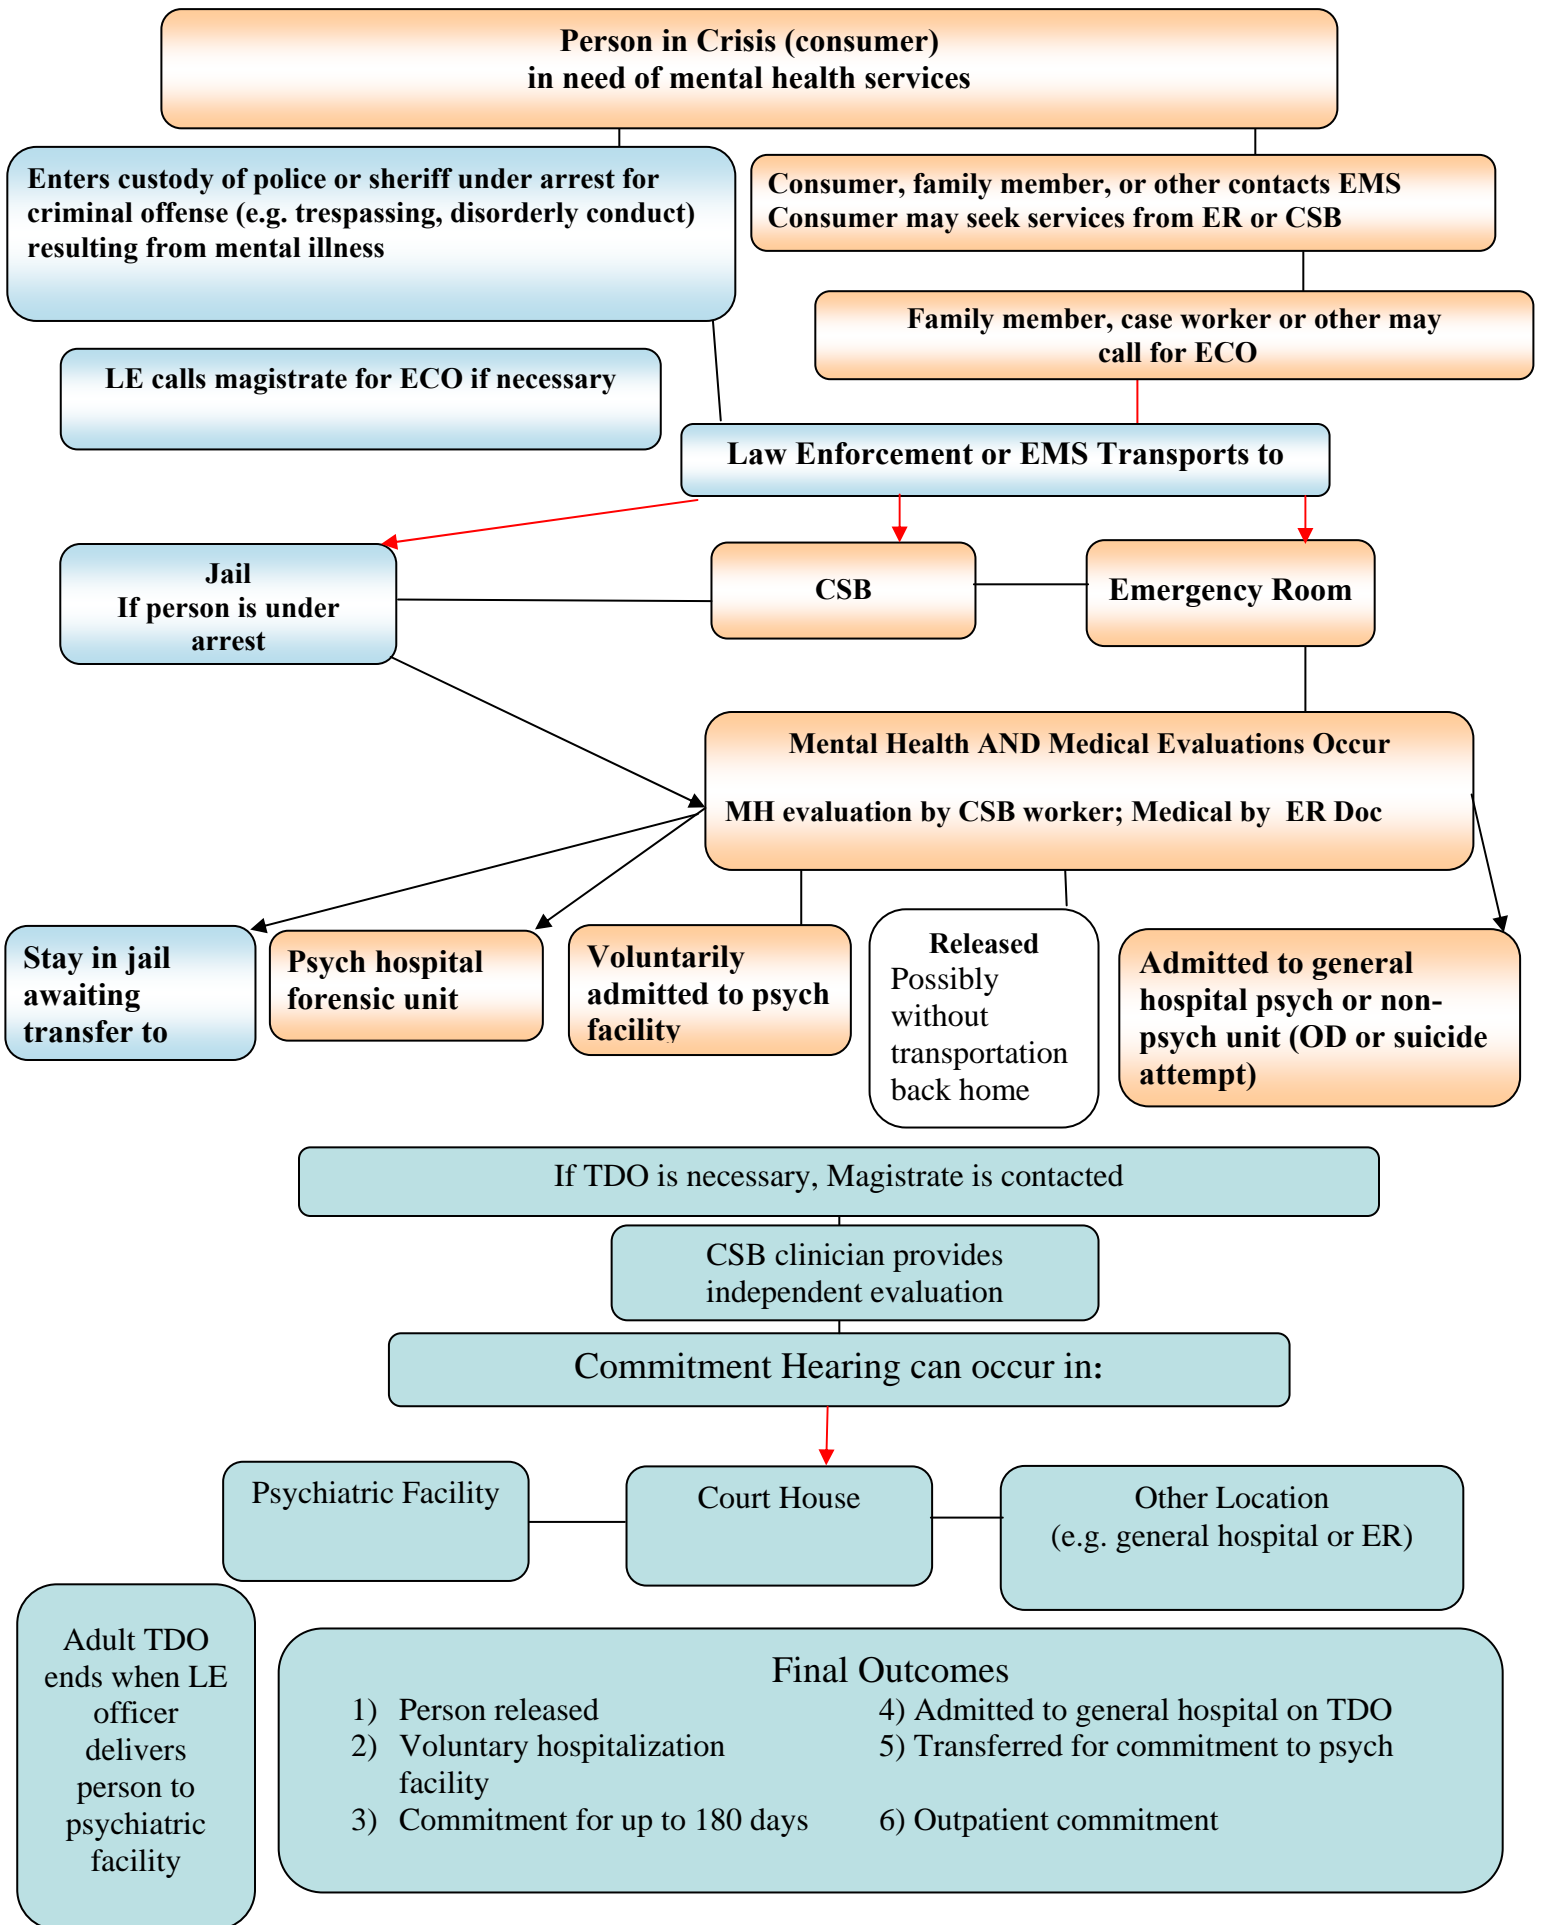 Person in Crisis (consumer)
in need of mental health services
Enters custody of police or sheriff under arrest for
criminal offense (e.g. trespassing, disorderly conduct)
resulting from mental illness
Consumer, family member, or other contacts EMS
Consumer may seek services from ER or CSB
Family member, case worker or other may
call for ECO
LE calls magistrate for ECO if necessary
Law Enforcement or EMS Transports to
Jail
If person is under
arrest
CSB
Emergency Room
Mental Health AND Medical Evaluations Occur
MH evaluation by CSB worker; Medical by ER Doc
Stay in jail
awaiting
transfer to
Psych hospital
forensic unit
Voluntarily
admitted to psych
facility
Released
Possibly
without
transportation
back home
Admitted to general
hospital psych or non-
psych unit (OD or suicide
attempt)
If TDO is necessary, Magistrate is contacted
CSB clinician provides
independent evaluation
Commitment Hearing can occur in:
Psychiatric Facility
Court House
Other Location
(e.g. general hospital or ER)
Adult TDO
ends when LE
officer
delivers
person to
psychiatric
facility
Final Outcomes
1) Person released
4) Admitted to general hospital on TDO
2) Voluntary hospitalization
5) Transferred for commitment to psych
facility
3) Commitment for up to 180 days
6) Outpatient commitment